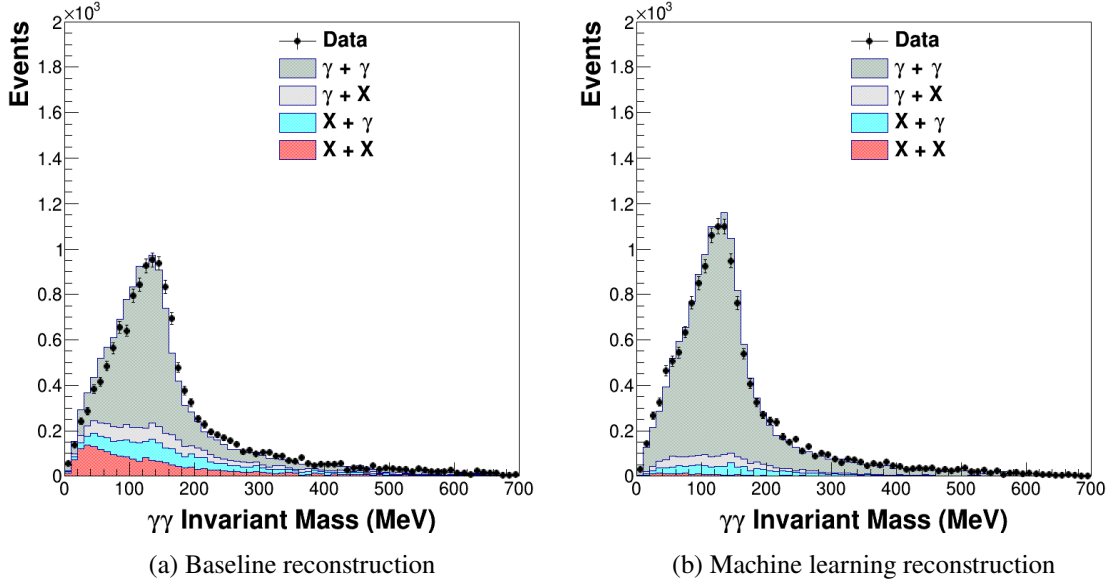 ×10³
2
1.8
1.6
1.4
1.2
1
0.8
0.6
0.4
0.2
0
Events
Data
γ + γ
γ + X
X + γ
X + X
0 100 200 300 400 500 600 700
γγ Invariant Mass (MeV)
(a) Baseline reconstruction
×10³
2
1.8
1.6
1.4
1.2
1
0.8
0.6
0.4
0.2
0
Events
Data
γ + γ
γ + X
X + γ
X + X
0 100 200 300 400 500 600 700
γγ Invariant Mass (MeV)
(b) Machine learning reconstruction